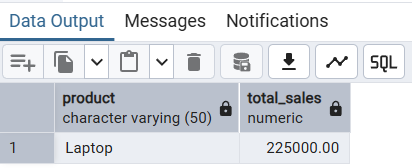 Data Output Messages Notifications
SQL
product total_sales
character varying (50) numeric
1 Laptop 225000.00